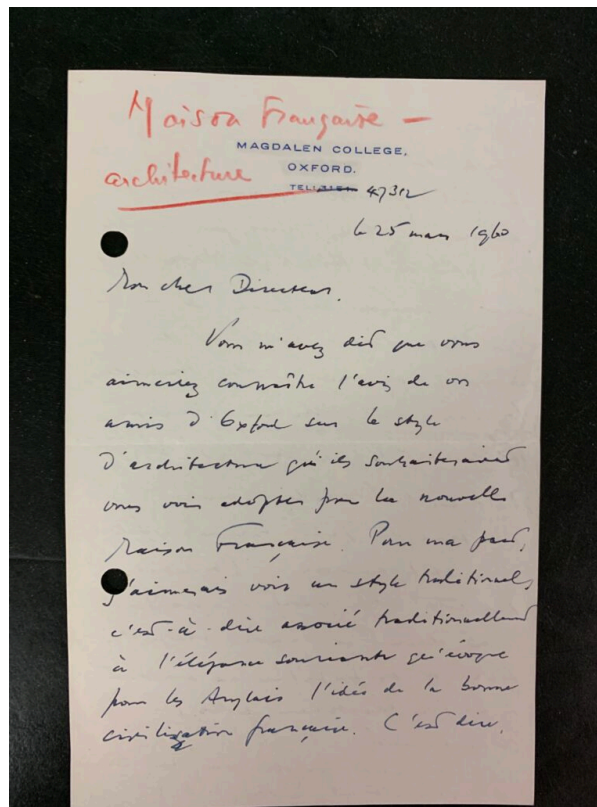 Maison Française —
MAGDALEN COLLEGE,
OXFORD.
architecture
TEL: 47312
le 25 mars 1960
Mon cher Directeur.
Vous m'avez dit que vous
aimeriez connaître l'avis de vos
amis d'Oxford sur le style
d'architecture qu'ils souhaiteraient
vous voir adopter pour la nouvelle
Maison Française. Pour ma part,
j'aimerais voir un style traditionnel,
c'est-à-dire associé traditionnellement
à l'élégance souriante qu'évoque
pour les Anglais l'idée de la bonne
civilisation française. C'est dire,